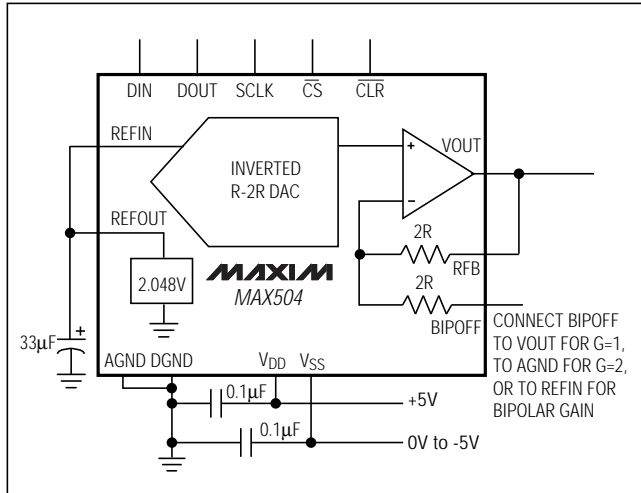 DIN DOUT SCLK CS CLR
REFIN
VOUT
+
INVERTED
R-2R DAC
−
REFOUT
2R
RFB
2.048V
MAXIM
MAX504
2R
BIPOFF
CONNECT BIPOFF
TO VOUT FOR G=1,
TO AGND FOR G=2,
OR TO REFIN FOR
BIPOLAR GAIN
+
33µF
AGND DGND VDD VSS
0.1µF
+5V
0.1µF
0V to -5V